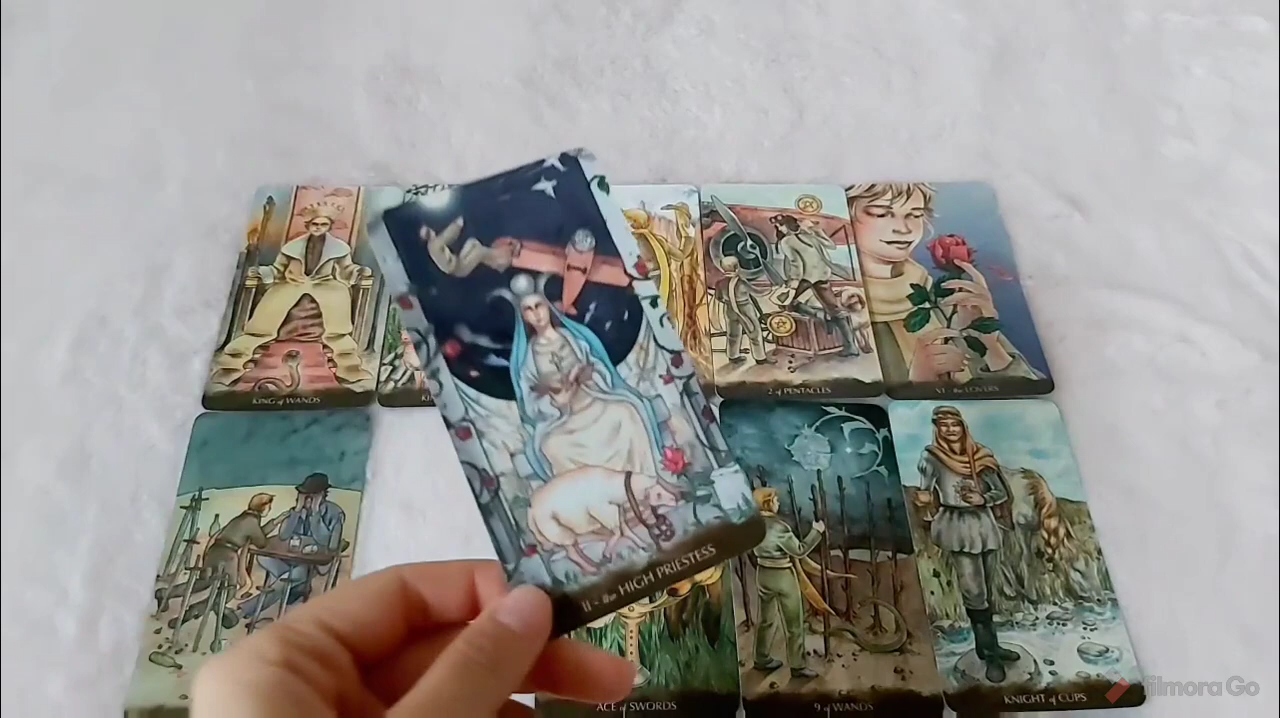 KING of WANDS
KIN
2 of PENTACLES
VI - the LOVERS
II - the HIGH PRIESTESS
ACE of SWORDS
9 of WANDS
KNIGHT of CUPS
filmora Go